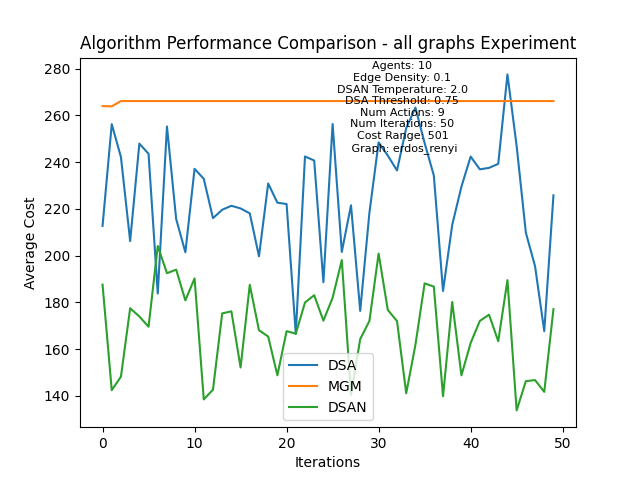 Algorithm Performance Comparison - all graphs Experiment
Agents: 10
Edge Density: 0.1
DSAN Temperature: 2.0
DSA Threshold: 0.75
Num Actions: 9
Num Iterations: 50
Cost Range: 501
Graph: erdos_renyi
280
260
240
220
200
180
160
140
Average Cost
0
10
20
30
40
50
Iterations
DSA
MGM
DSAN